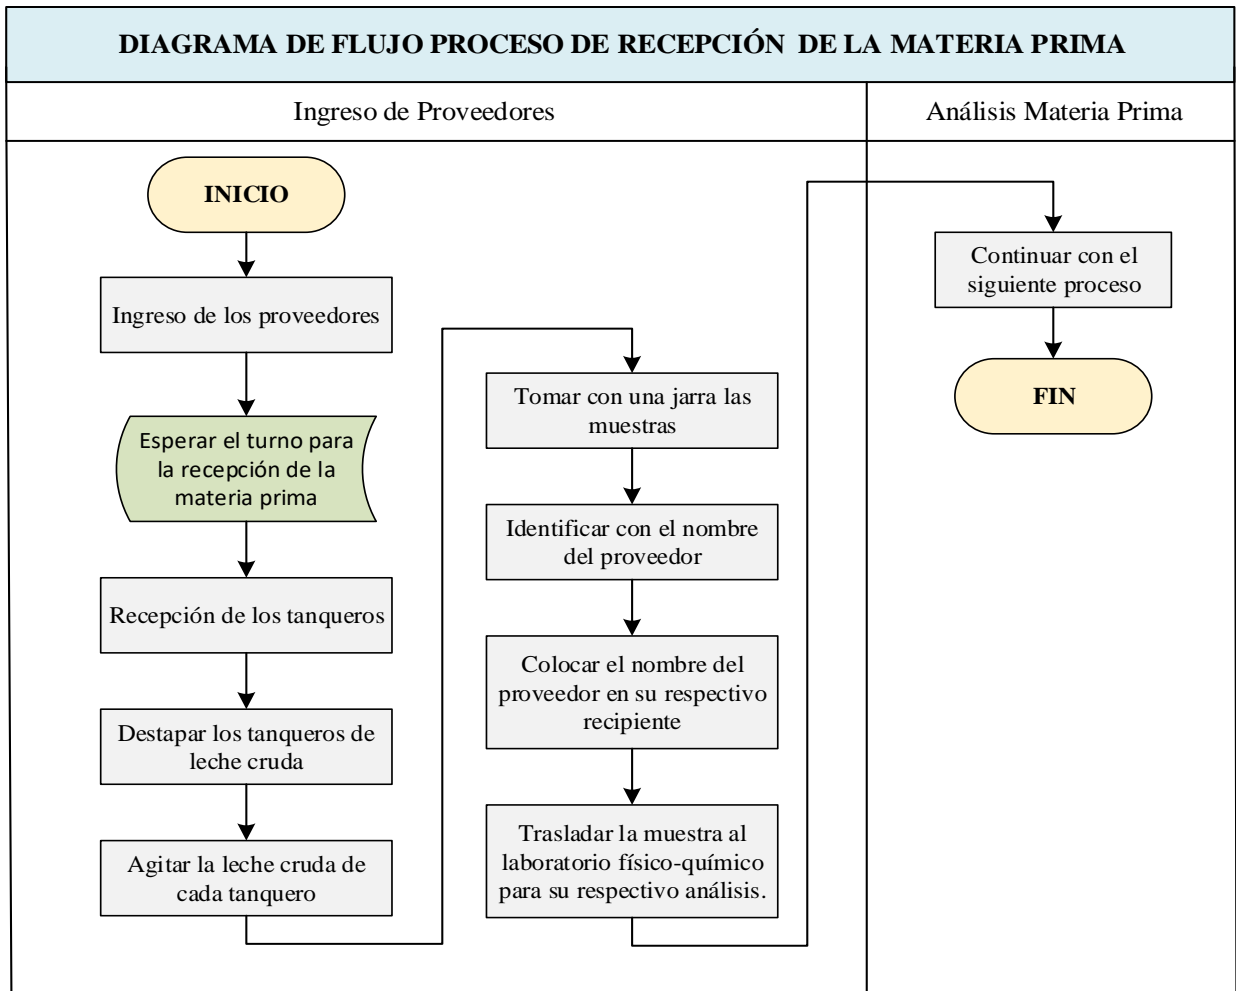 DIAGRAMA DE FLUJO PROCESO DE RECEPCIÓN DE LA MATERIA PRIMA
Ingreso de Proveedores
Análisis Materia Prima
INICIO
Ingreso de los proveedores
Esperar el turno para
la recepción de la
materia prima
Recepción de los tanqueros
Destapar los tanqueros de
leche cruda
Agitar la leche cruda de
cada tanquero
Tomar con una jarra las
muestras
Identificar con el nombre
del proveedor
Colocar el nombre del
proveedor en su respectivo
recipiente
Trasladar la muestra al
laboratorio físico-químico
para su respectivo análisis.
Continuar con el
siguiente proceso
FIN